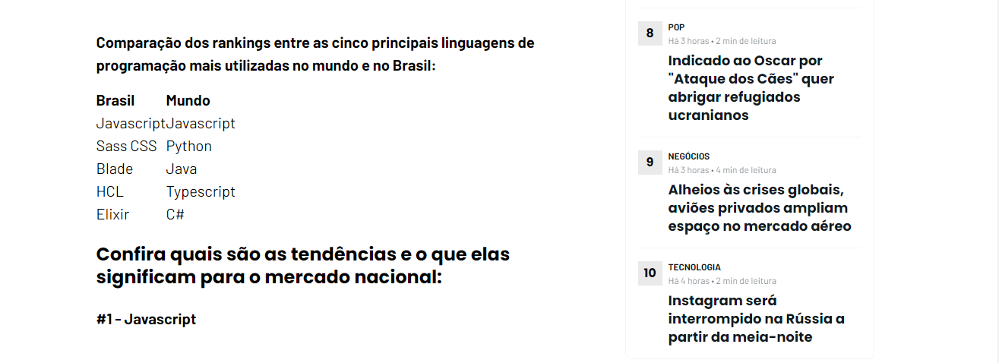 Comparação dos rankings entre as cinco principais linguagens de
programação mais utilizadas no mundo e no Brasil:
Brasil Mundo
Javascript Javascript
Sass CSS Python
Blade Java
HCL Typescript
Elixir C#
Confira quais são as tendências e o que elas
significam para o mercado nacional:
#1 - Javascript
8 POP
Há 3 horas • 2 min de leitura
Indicado ao Oscar por
"Ataque dos Cães" quer
abrigar refugiados
ucranianos
9 NEGÓCIOS
Há 3 horas • 4 min de leitura
Alheios às crises globais,
aviões privados ampliam
espaço no mercado aéreo
10 TECNOLOGIA
Há 4 horas • 2 min de leitura
Instagram será
interrompido na Rússia a
partir da meia-noite